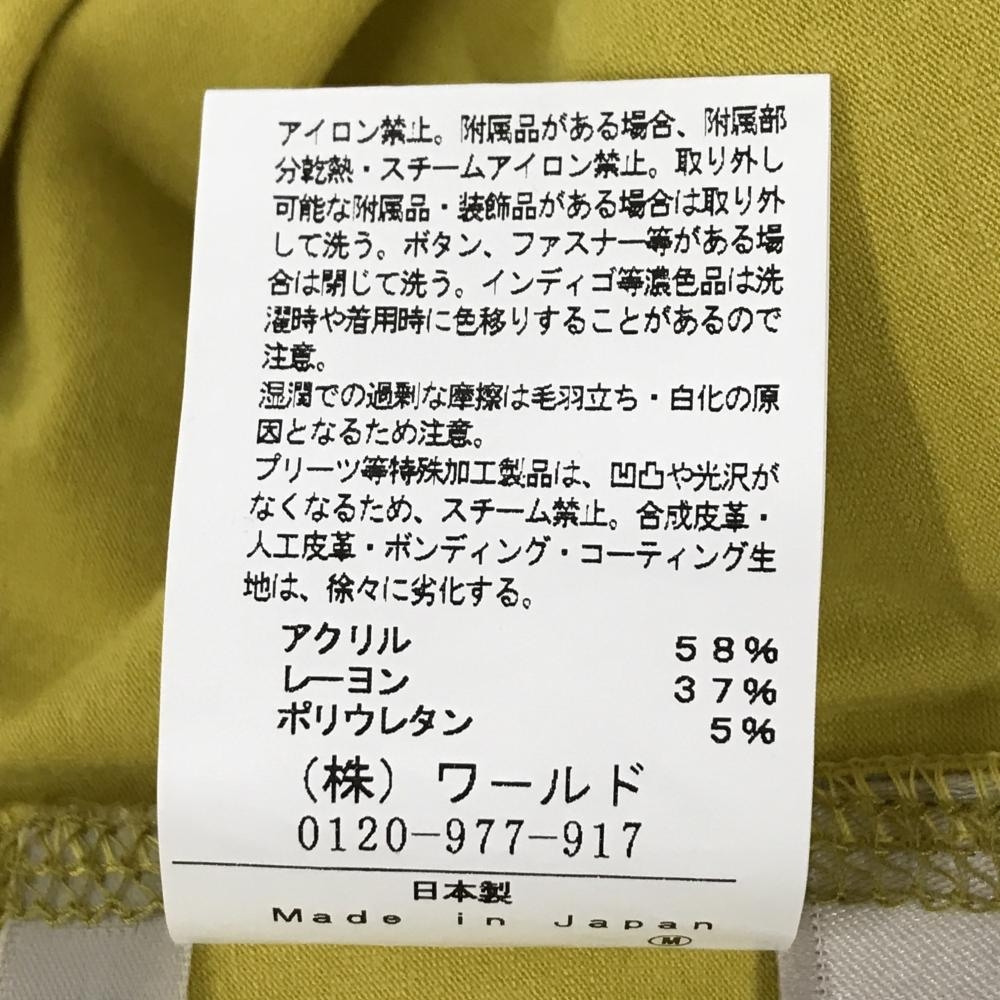 アイロン禁止。附属品がある場合、附属部
分乾熱・スチームアイロン禁止。取り外し
可能な附属品・装飾品がある場合は取り外
して洗う。ボタン、ファスナー等がある場
合は閉じて洗う。インディゴ等濃色品は洗
濯時や着用時に色移りすることがあるので
注意。
湿潤での過剰な摩擦は毛羽立ち・白化の原
因となるため注意。
プリーツ等特殊加工製品は、凹凸や光沢が
なくなるため、スチーム禁止。合成皮革・
人工皮革・ボンディング・コーティング生
地は、徐々に劣化する。
アクリル 58%
レーヨン 37%
ポリウレタン 5%
(株)ワールド
0120-977-917
日本製
Made in Japan
M